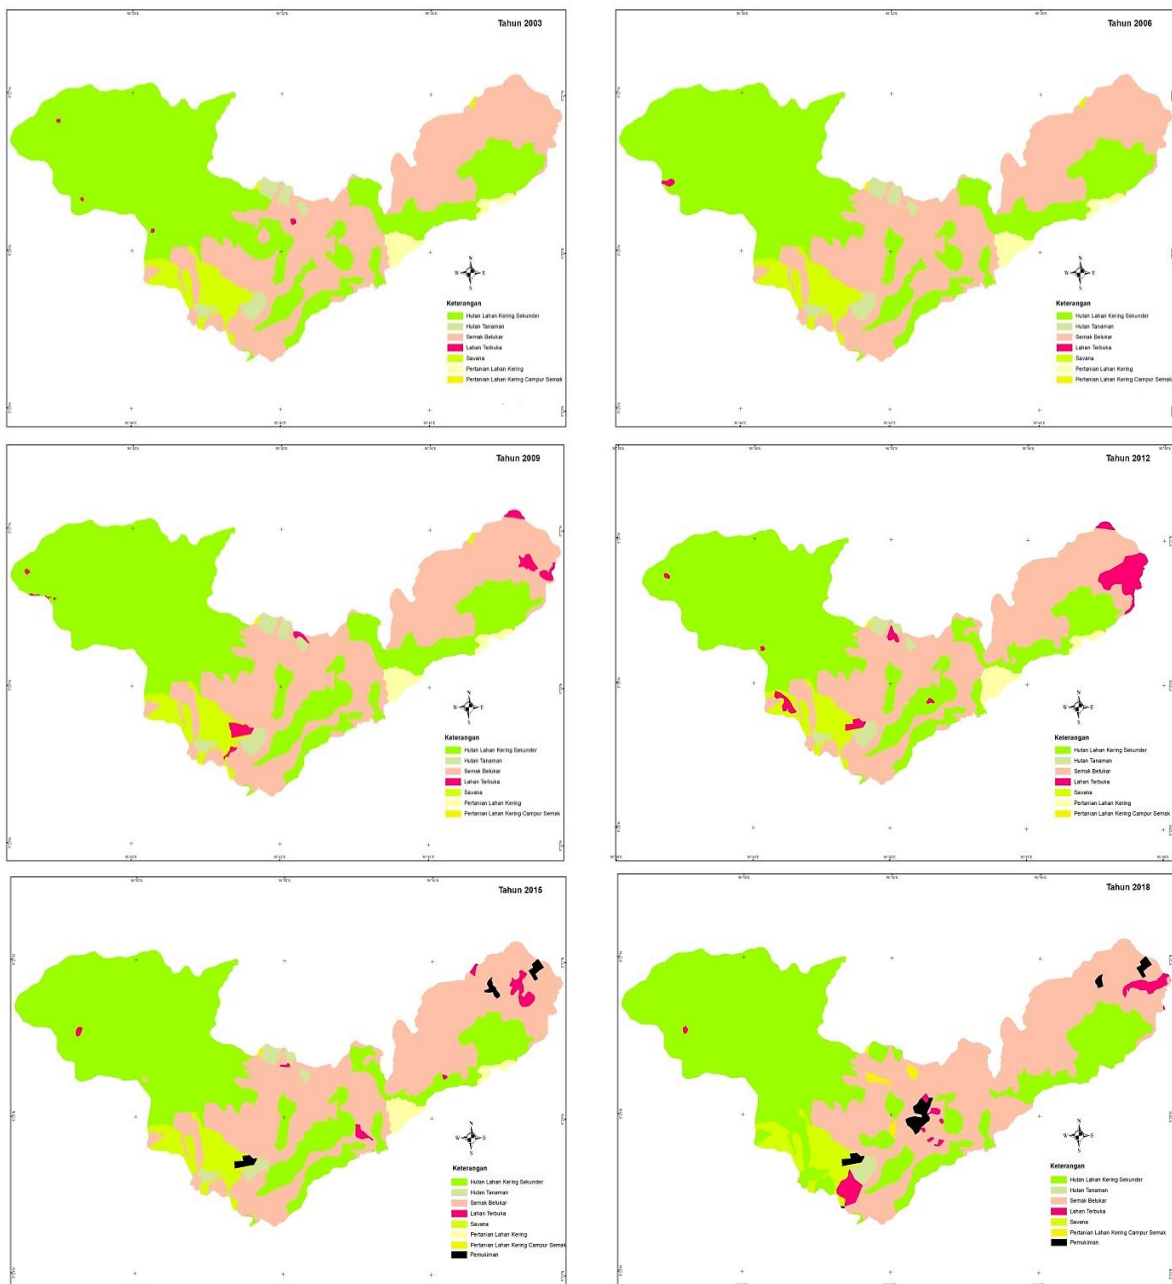 Tahun 2003
N
W E
S
Keterangan
Hutan Lahan Kering Sekunder
Hutan Tanaman
Semak Belukar
Lahan Terbuka
Savana
Pertanian Lahan Kering
Pertanian Lahan Kering Campur Semak
Tahun 2006
N
W E
S
Keterangan
Hutan Lahan Kering Sekunder
Hutan Tanaman
Semak Belukar
Lahan Terbuka
Savana
Pertanian Lahan Kering
Pertanian Lahan Kering Campur Semak
Tahun 2009
N
W E
S
Keterangan
Hutan Lahan Kering Sekunder
Hutan Tanaman
Semak Belukar
Lahan Terbuka
Savana
Pertanian Lahan Kering
Pertanian Lahan Kering Campur Semak
Tahun 2012
N
W E
S
Keterangan
Hutan Lahan Kering Sekunder
Hutan Tanaman
Semak Belukar
Lahan Terbuka
Savana
Pertanian Lahan Kering
Pertanian Lahan Kering Campur Semak
Tahun 2015
N
W E
S
Keterangan
Hutan Lahan Kering Sekunder
Hutan Tanaman
Semak Belukar
Lahan Terbuka
Savana
Pertanian Lahan Kering
Pertanian Lahan Kering Campur Semak
Pemukiman
Tahun 2018
N
W E
S
Keterangan
Hutan Lahan Kering Sekunder
Hutan Tanaman
Semak Belukar
Lahan Terbuka
Savana
Pertanian Lahan Kering Campur Semak
Pemukiman